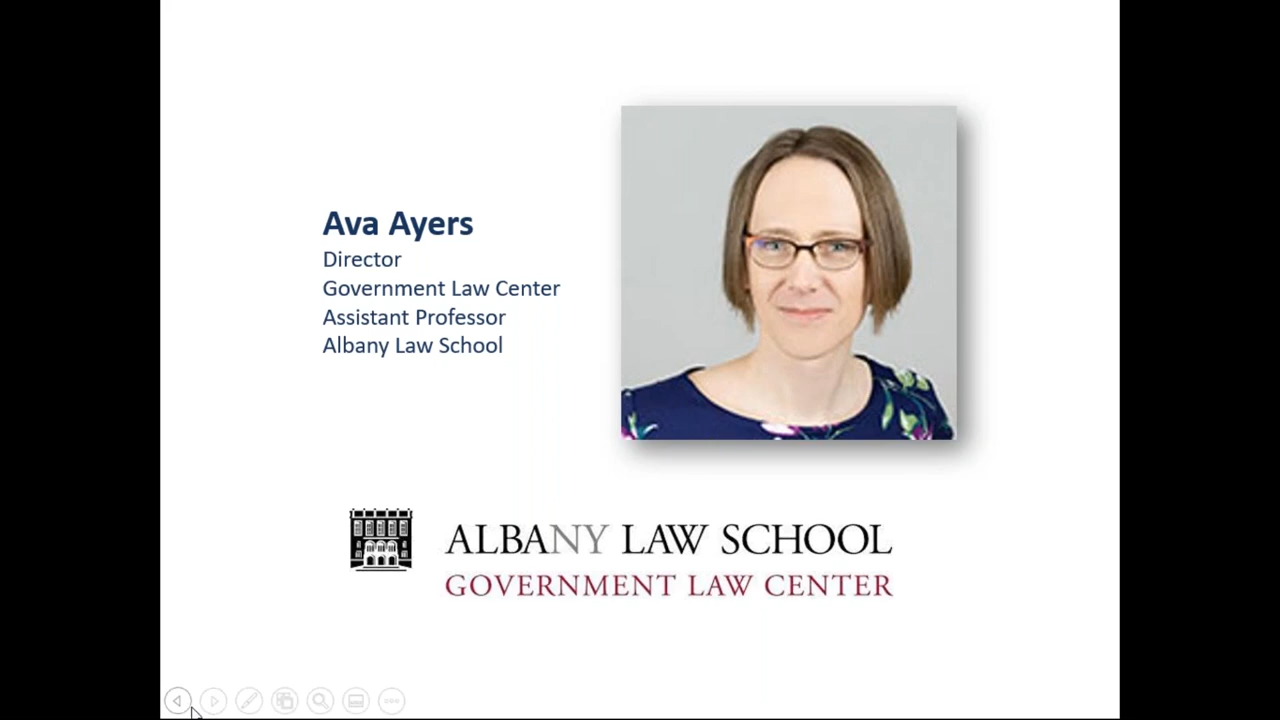 Ava Ayers
Director
Government Law Center
Assistant Professor
Albany Law School
ALBANY LAW SCHOOL
GOVERNMENT LAW CENTER